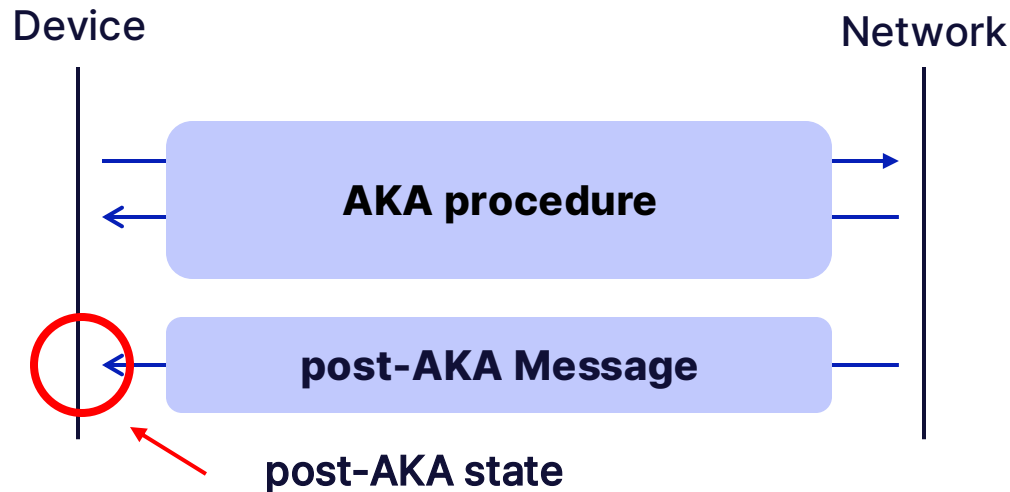 Device
Network
AKA procedure
post-AKA Message
post-AKA state